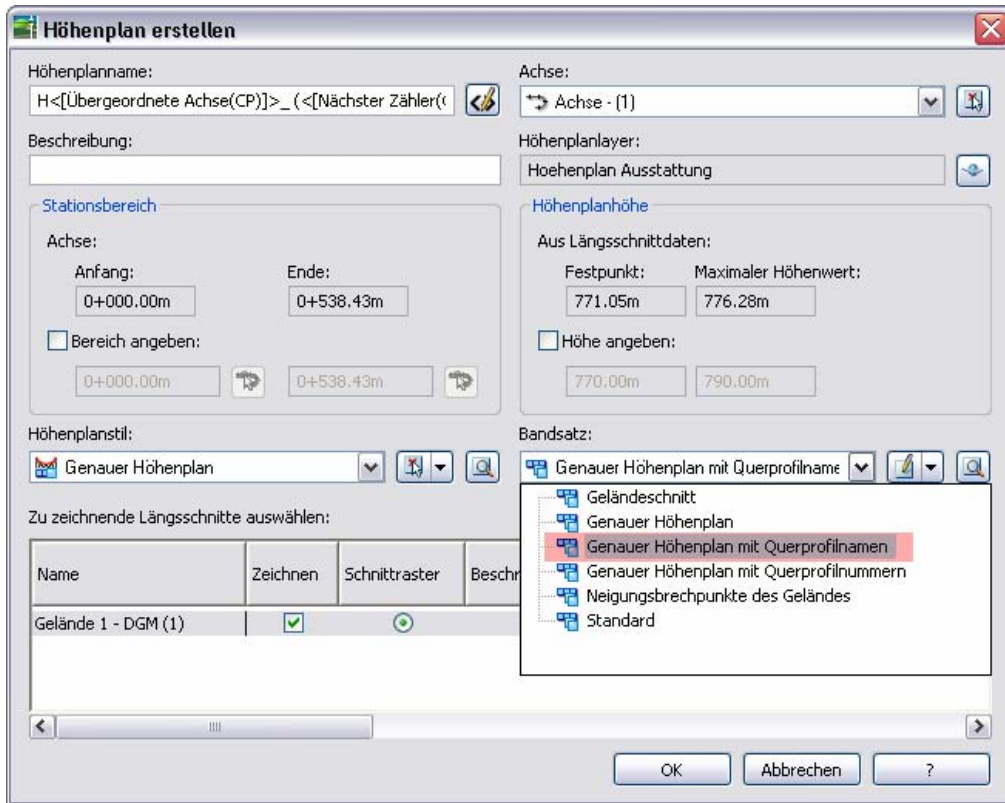 Höhenplan erstellen
Höhenplanname:
Achse:
H<[Übergeordnete Achse(CP)]>_(<[Nächster Zähler(
Achse - (1)
Beschreibung:
Höhenplanlayer:
Hoehenplan Ausstattung
Stationsbereich
Höhenplanhöhe
Achse:
Aus Längsschnittdaten:
Anfang:
Ende:
Festpunkt:
Maximaler Höhenwert:
0+000.00m
0+538.43m
771.05m
776.28m
Bereich angeben:
Höhe angeben:
0+000.00m
0+538.43m
770.00m
790.00m
Höhenplanstil:
Bandsatz:
Genauer Höhenplan
Genauer Höhenplan mit Querprofilname
Geländeschnitt
Genauer Höhenplan
Genauer Höhenplan mit Querprofilnamen
Genauer Höhenplan mit Querprofilnummern
Neigungsbrechpunkte des Geländes
Standard
Zu zeichnende Längsschnitte auswählen:
Name
Zeichnen
Schnittraster
Beschr
Gelände 1 - DGM (1)
OK
Abbrechen
?